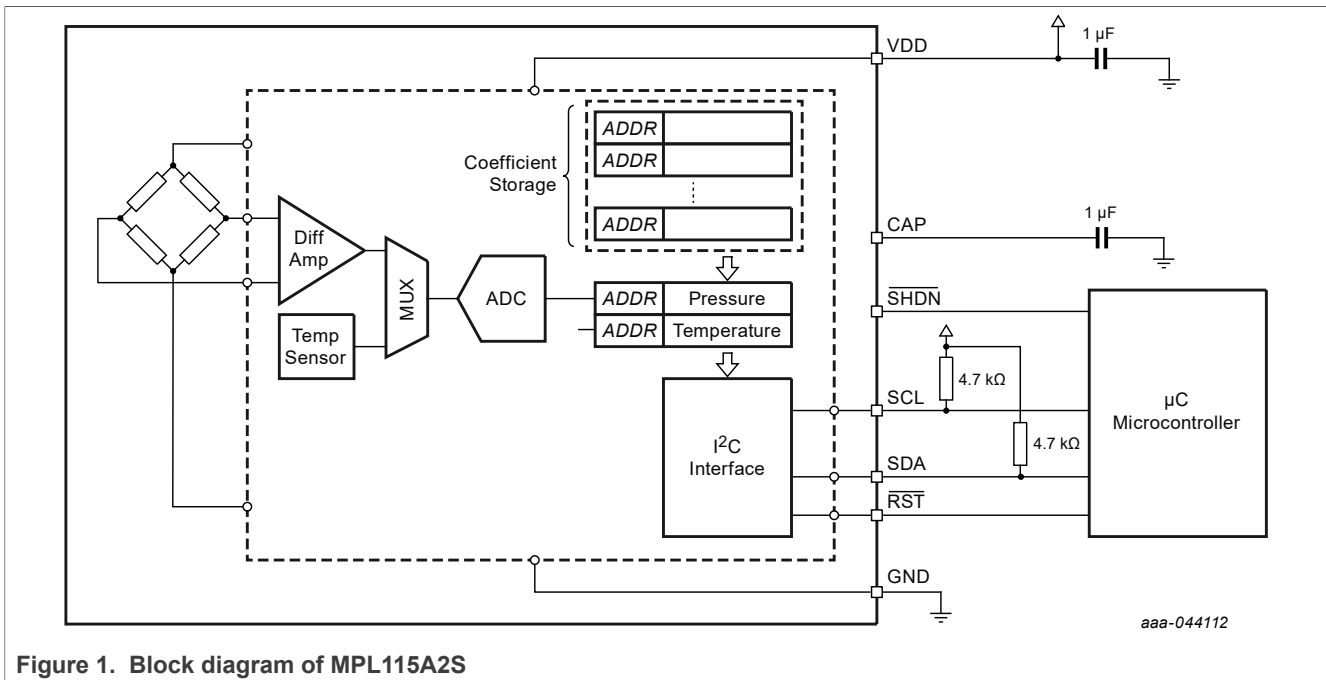 VDD
1 µF
ADDR
ADDR
Coefficient
Storage
ADDR
CAP
1 µF
Diff
Amp
MUX
ADC
ADDR Pressure
SHDN
ADDR Temperature
Temp
Sensor
4.7 kΩ
SCL
µC
Microcontroller
I2C
Interface
4.7 kΩ
SDA
RST
GND
aaa-044112
Figure 1. Block diagram of MPL115A2S